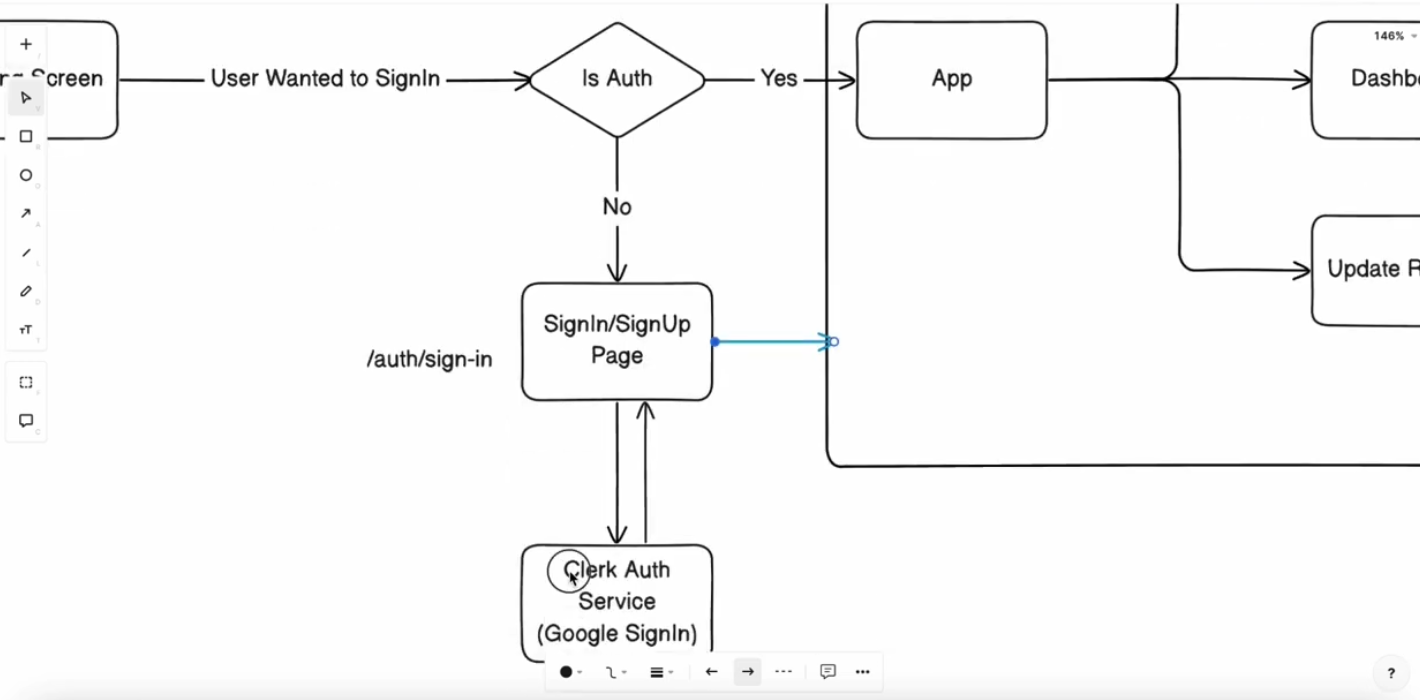 Screen
User Wanted to SignIn
Is Auth
Yes
App
146%
Dashb
No
Update R
SignIn/SignUp
Page
/auth/sign-in
Clerk Auth
Service
(Google SignIn)
?